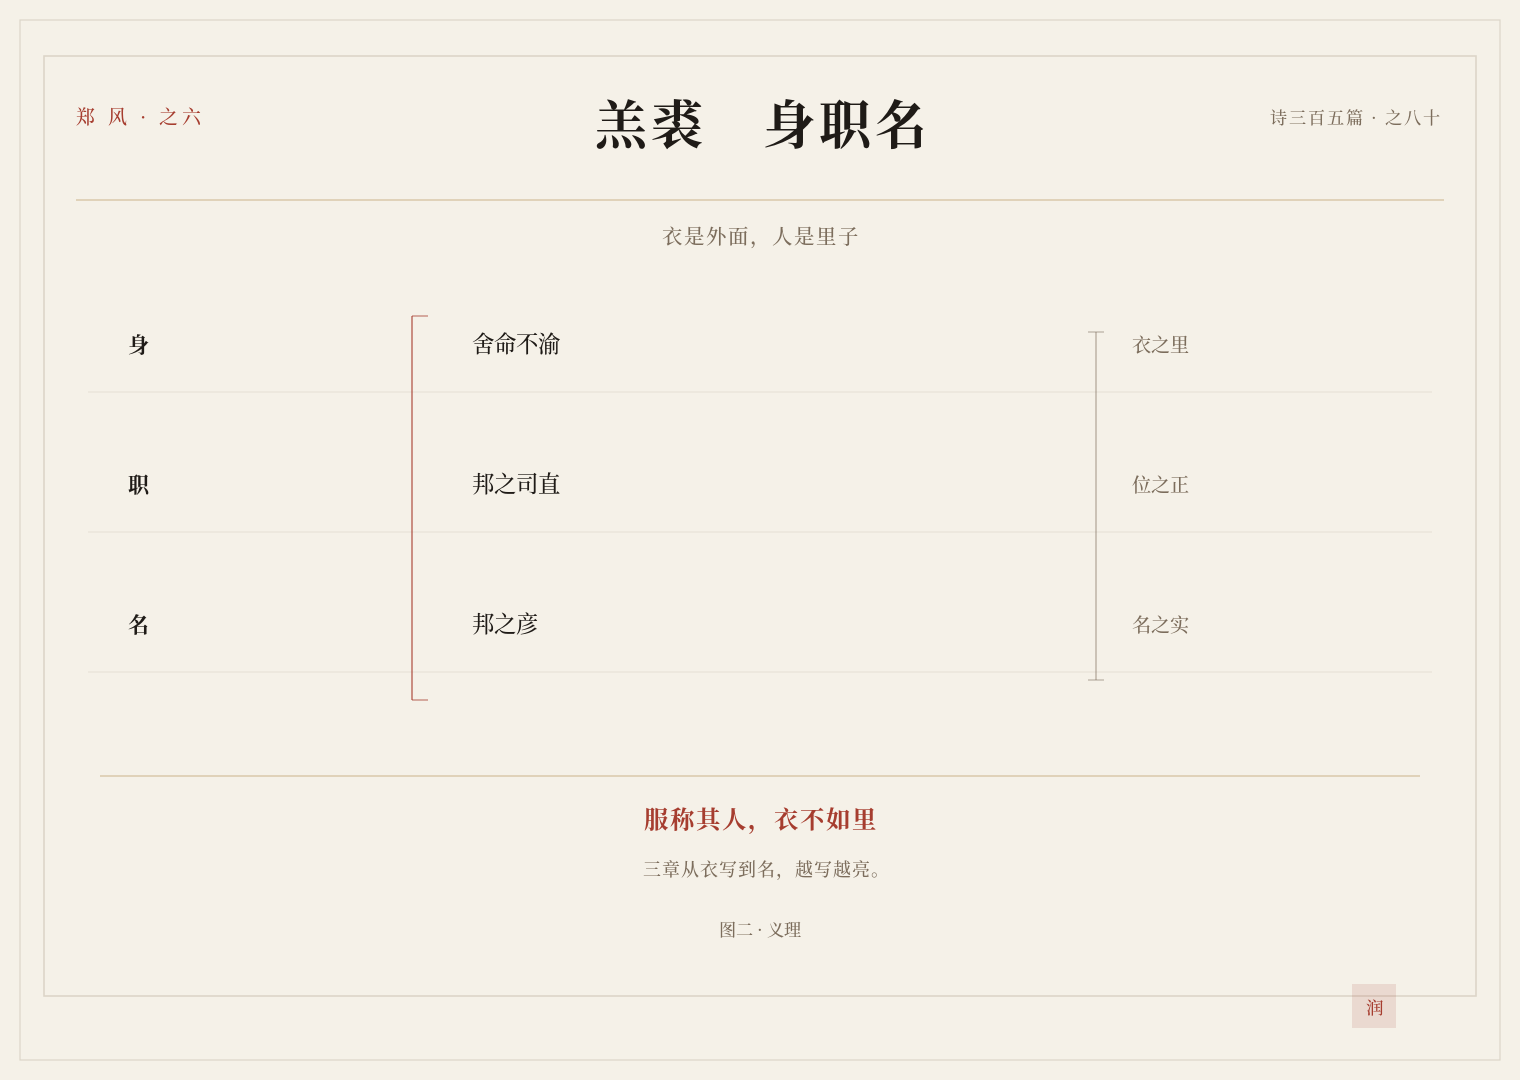 郑 风 · 之六
羔裘　身职名
诗三百五篇 · 之八十
衣是外面，人是里子
身 舍命不渝 衣之里
职 邦之司直 位之正
名 邦之彦 名之实
服称其人，衣不如里
三章从衣写到名，越写越亮。
图二 · 义理
润